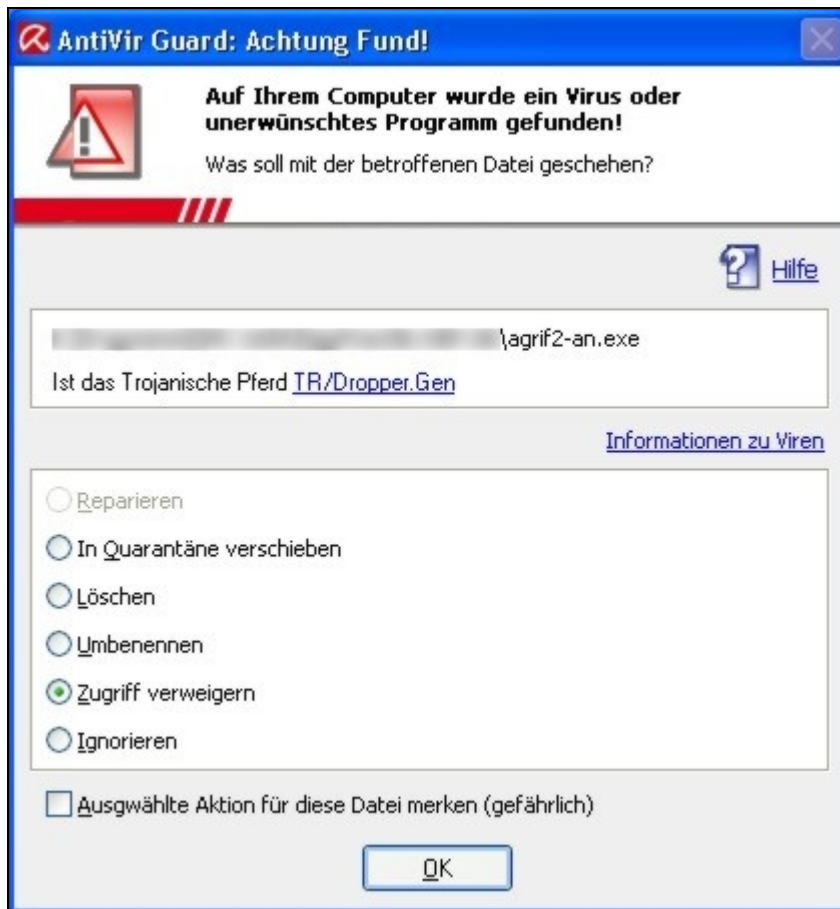 AntiVir Guard: Achtung Fund!
Auf Ihrem Computer wurde ein Virus oder
unerwünschtes Programm gefunden!
Was soll mit der betroffenen Datei geschehen?
Hilfe
\agrif2-an.exe
Ist das Trojanische Pferd TR/Dropper.Gen
Informationen zu Viren
Reparieren
In Quarantäne verschieben
Löschen
Umbenennen
Zugriff verweigern
Ignorieren
Ausgwählte Aktion für diese Datei merken (gefährlich)
OK